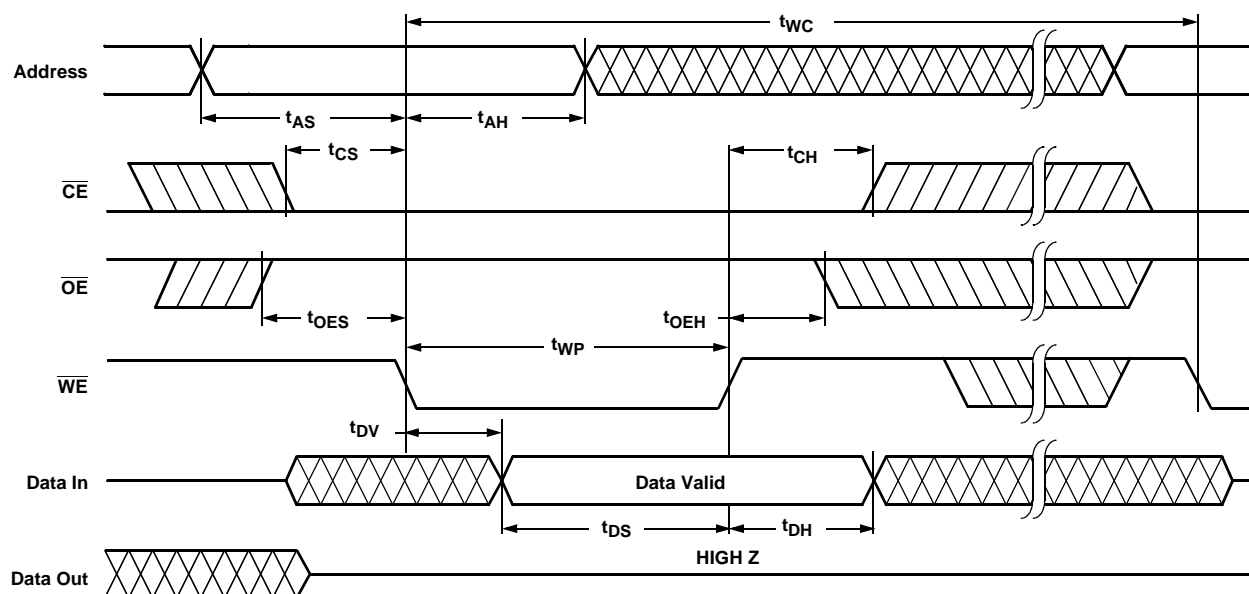 tWC
Address
tAS
tAH
tCS
tCH
CE
OE
tOES
tOEH
tWP
WE
tDV
Data In
Data Valid
tDS
tDH
HIGH Z
Data Out